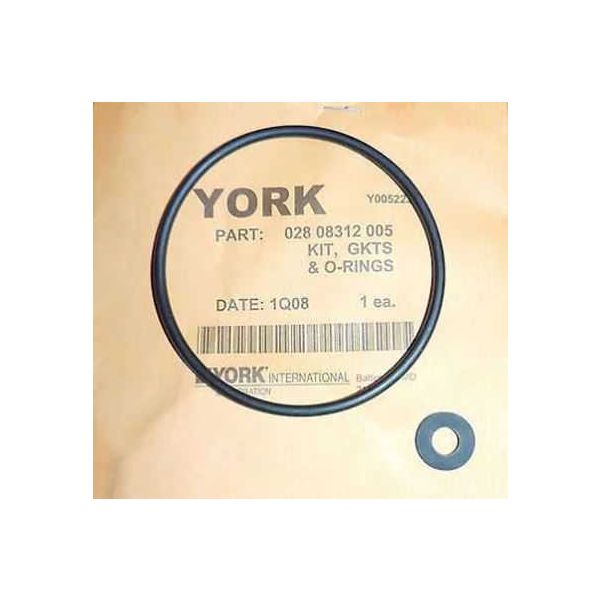 YORK
PART: 028 08312 005
KIT, GKTS
& O-RINGS
DATE: 1Q08 1 ea.
YORK INTERNATIONAL